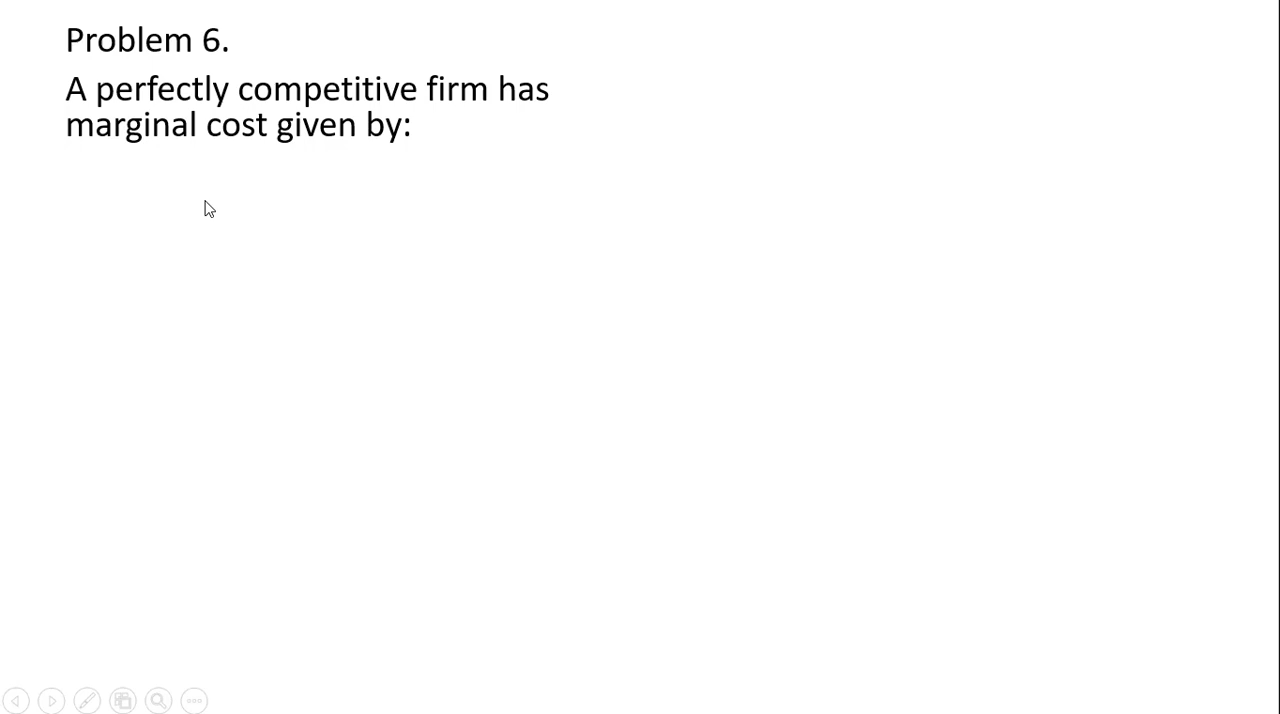 Problem 6.
A perfectly competitive firm has
marginal cost given by: